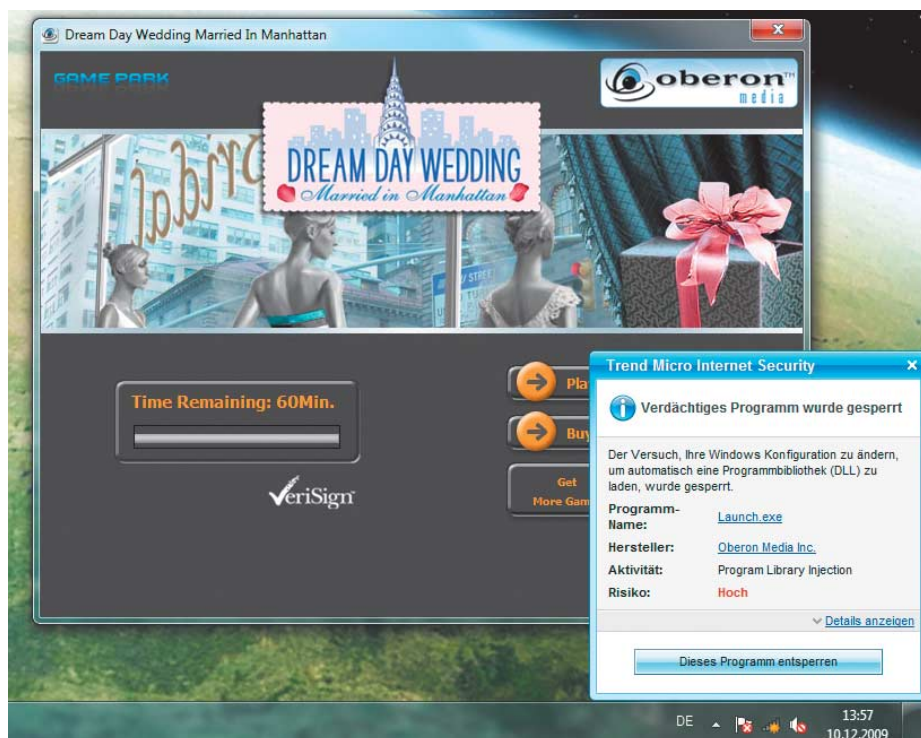 Dream Day Wedding Married In Manhattan
GAME PARK
oberon™
media
Bridal
DREAM DAY WEDDING
Married in Manhattan
Time Remaining: 60Min.
VeriSign
Get
Trend Micro Internet Security
Verdächtiges Programm wurde gesperrt
Der Versuch, Ihre Windows Konfiguration zu ändern,
um automatisch eine Programmbibliothek (DLL) zu
laden, wurde gesperrt.
Programm-
Name: Launch.exe
Hersteller: Oberon Media Inc.
Aktivität: Program Library Injection
Risiko: Hoch
Details anzeigen
Dieses Programm entsperren
DE
13:57
10.12.2009